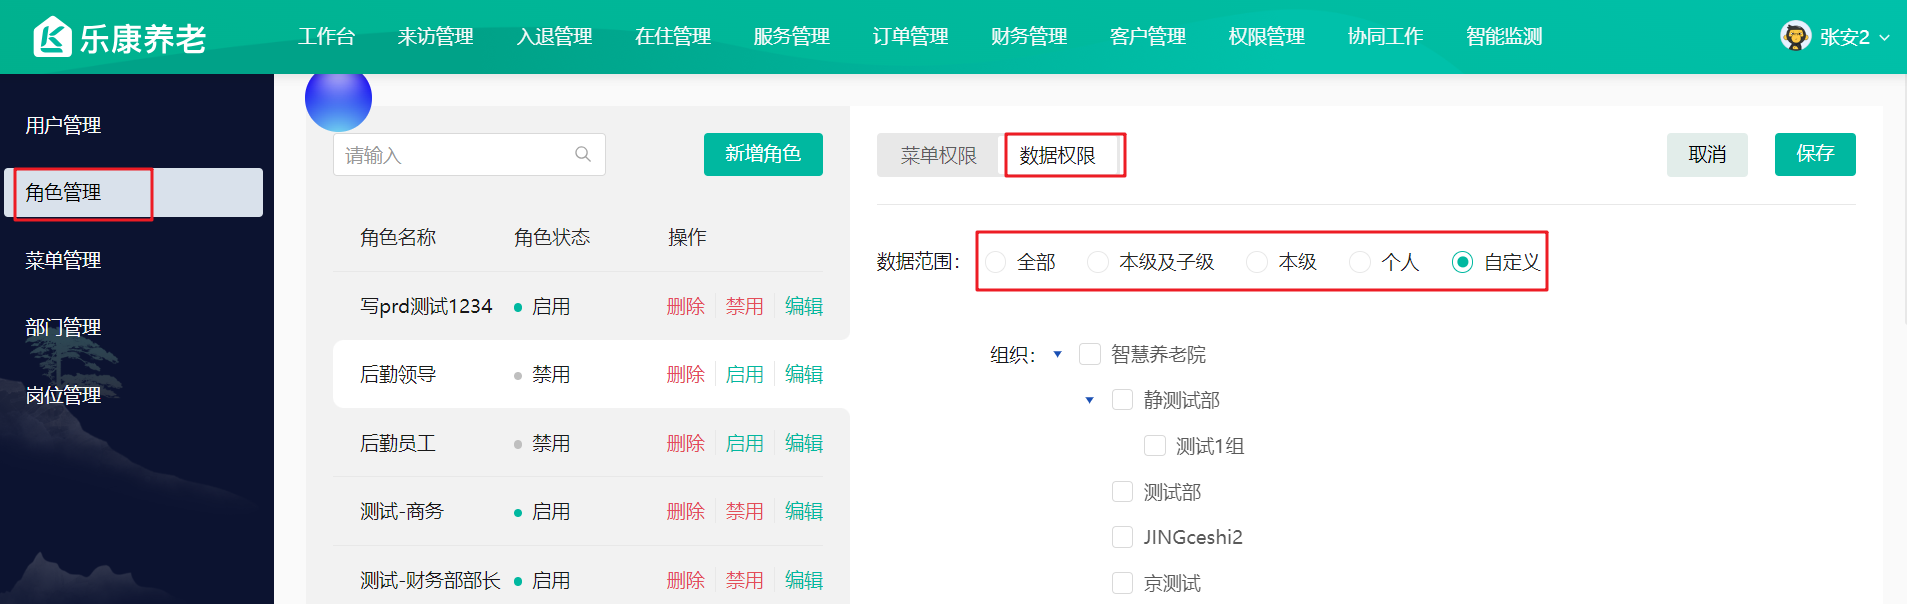 乐康养老
工作台 来访管理 入退管理 在住管理 服务管理 订单管理 财务管理 客户管理 权限管理 协同工作 智能监测
张安2
用户管理
角色管理
菜单管理
部门管理
岗位管理
请输入
新增角色
角色名称 角色状态 操作
写prd测试1234 启用 删除 禁用 编辑
后勤领导 禁用 删除 启用 编辑
后勤员工 禁用 删除 启用 编辑
测试-商务 启用 删除 禁用 编辑
测试-财务部部长 启用 删除 禁用 编辑
菜单权限 数据权限
取消 保存
数据范围: 全部 本级及子级 本级 个人 自定义
组织: 智慧养老院
静测试部
测试1组
测试部
JINGceshi2
京测试